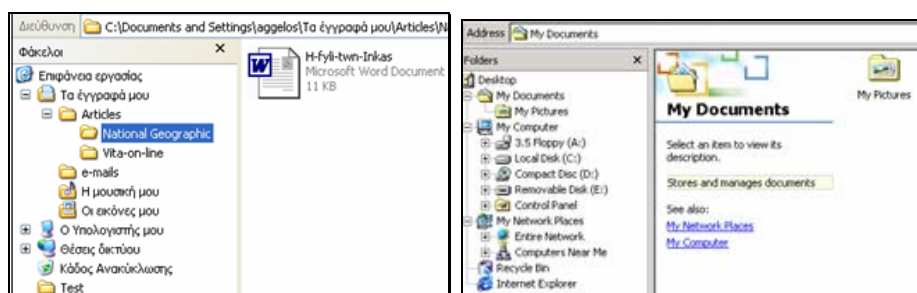 Διεύθυνση C:\Documents and Settings\aggelos\Τα έγγραφά μου\Articles\N
Φάκελοι
Επιφάνεια εργασίας
Τα έγγραφά μου
Articles
National Geographic
Vita-on-line
e-mails
Η μουσική μου
Οι εικόνες μου
Ο Υπολογιστής μου
Θέσεις δικτύου
Κάδος Ανακύκλωσης
Test
H-fyli-twn-Inkas
Microsoft Word Document
11 KB
Address My Documents
Folders
Desktop
My Documents
My Pictures
My Computer
3.5 Floppy (A:)
Local Disk (C:)
Compact Disc (D:)
Removable Disk (E:)
Control Panel
My Network Places
Entire Network
Computers Near Me
Recycle Bin
Internet Explorer
My Documents
Select an item to view its
description.
Stores and manages documents
See also:
My Network Places
My Computer
My Pictures